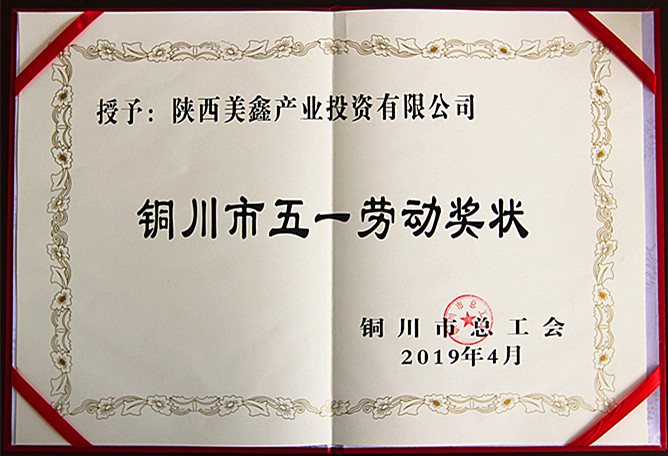 授予：陕西美鑫产业投资有限公司
铜川市五一劳动奖状
铜川市总工会
2019年4月